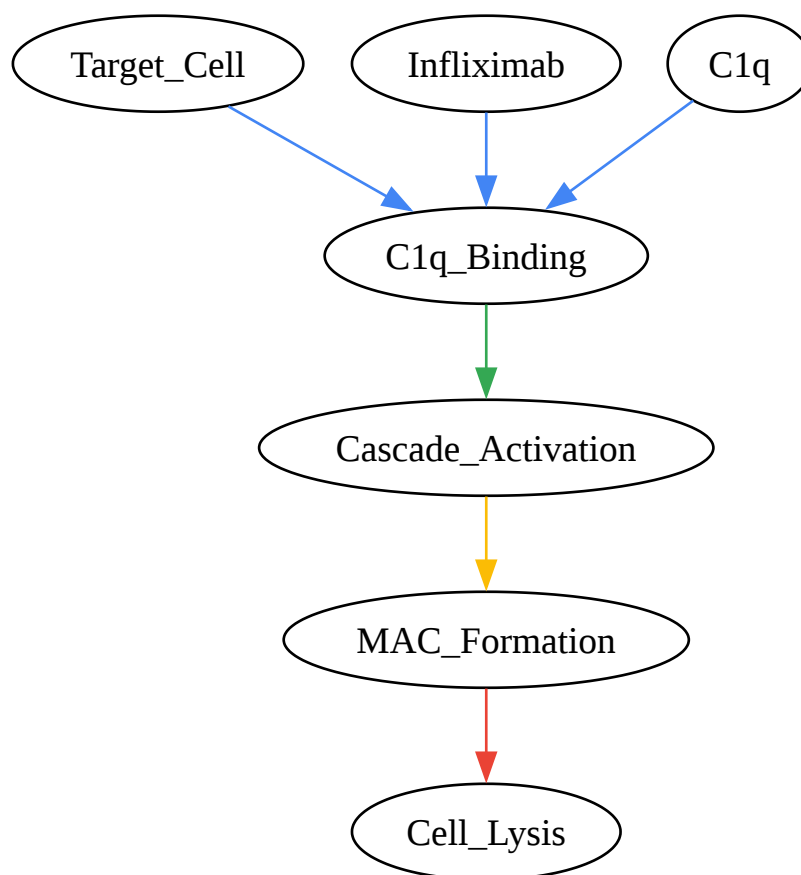 Target_Cell
Infliximab
C1q
C1q_Binding
Cascade_Activation
MAC_Formation
Cell_Lysis